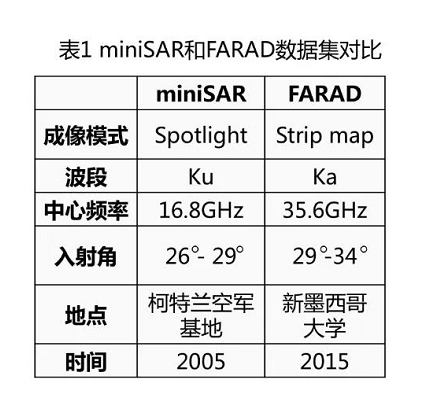 表1 miniSAR和FARAD数据集对比
miniSAR FARAD
成像模式 Spotlight Strip map
波段 Ku Ka
中心频率 16.8GHz 35.6GHz
入射角 26°- 29° 29°-34°
地点 柯特兰空军基地 新墨西哥大学
时间 2005 2015